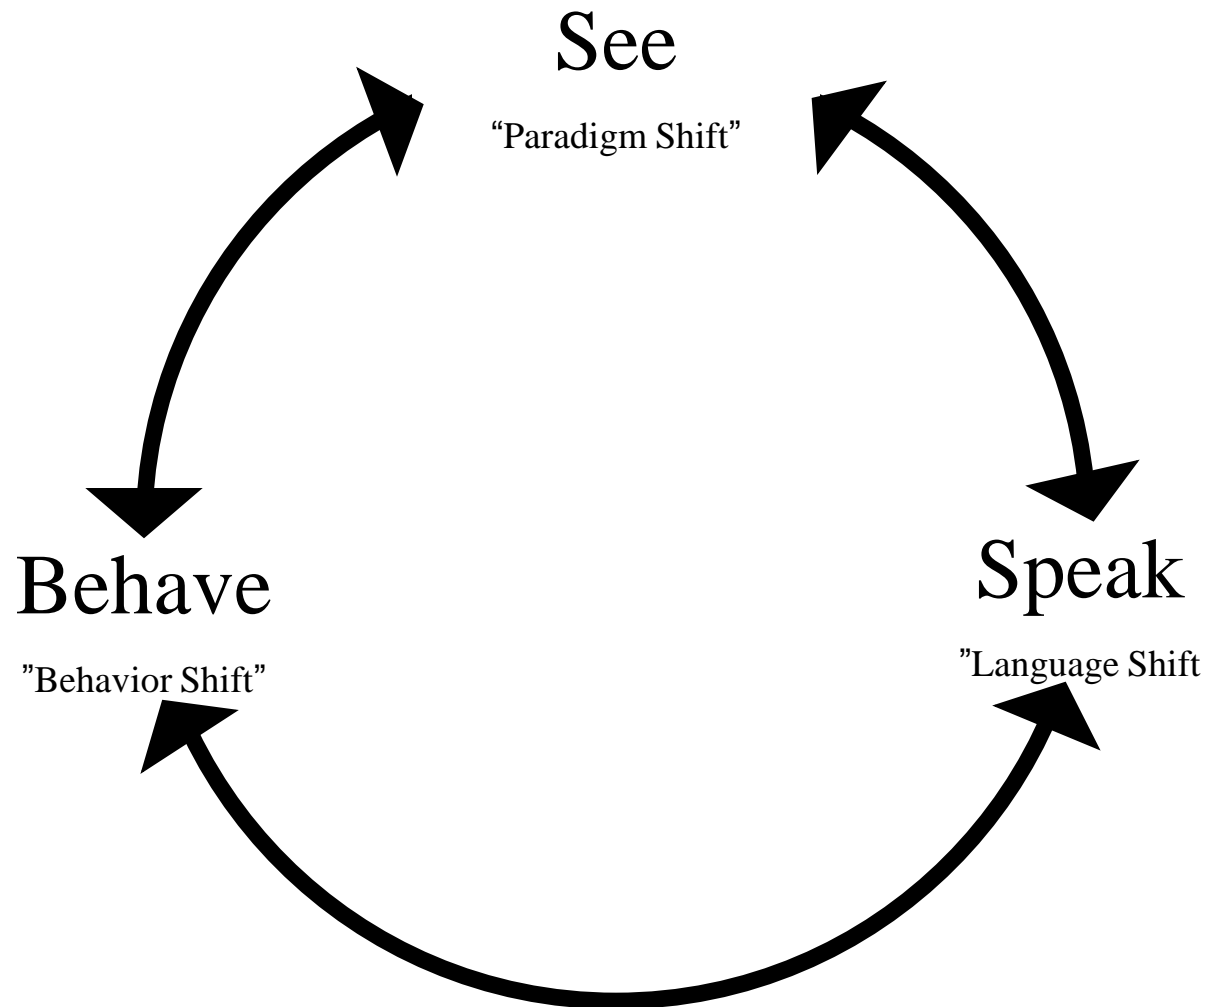 See
“Paradigm Shift”
Behave
”Behavior Shift”
Speak
”Language Shift